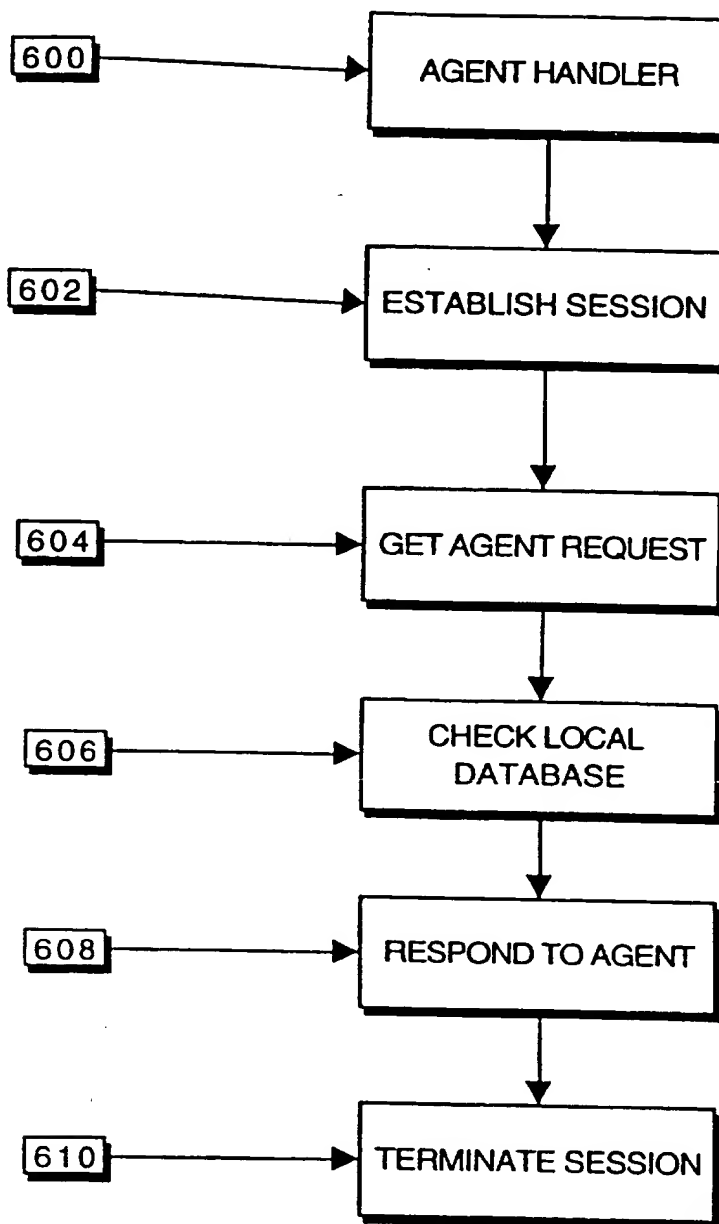 600
AGENT HANDLER
602
ESTABLISH SESSION
604
GET AGENT REQUEST
606
CHECK LOCAL
DATABASE
608
RESPOND TO AGENT
610
TERMINATE SESSION